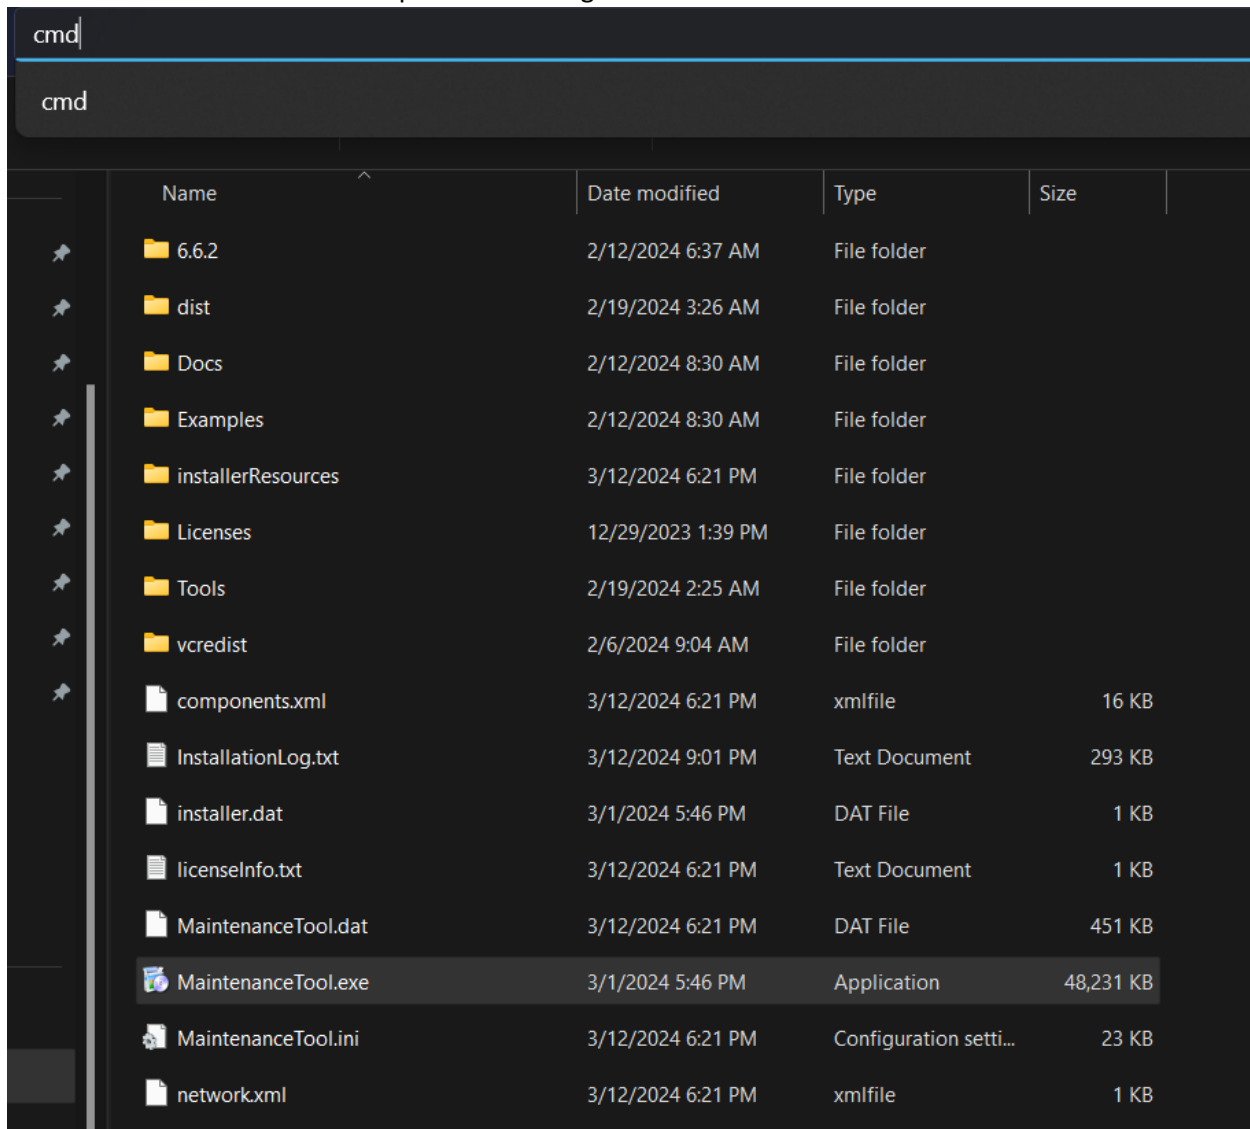 cmd
cmd
Name Date modified Type Size
6.6.2 2/12/2024 6:37 AM File folder
dist 2/19/2024 3:26 AM File folder
Docs 2/12/2024 8:30 AM File folder
Examples 2/12/2024 8:30 AM File folder
installerResources 3/12/2024 6:21 PM File folder
Licenses 12/29/2023 1:39 PM File folder
Tools 2/19/2024 2:25 AM File folder
vcredist 2/6/2024 9:04 AM File folder
components.xml 3/12/2024 6:21 PM xmlfile 16 KB
InstallationLog.txt 3/12/2024 9:01 PM Text Document 293 KB
installer.dat 3/1/2024 5:46 PM DAT File 1 KB
licenseInfo.txt 3/12/2024 6:21 PM Text Document 1 KB
MaintenanceTool.dat 3/12/2024 6:21 PM DAT File 451 KB
MaintenanceTool.exe 3/1/2024 5:46 PM Application 48,231 KB
MaintenanceTool.ini 3/12/2024 6:21 PM Configuration setti... 23 KB
network.xml 3/12/2024 6:21 PM xmlfile 1 KB